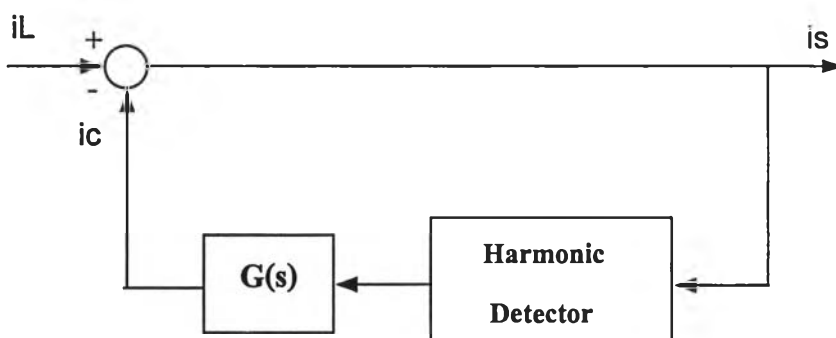 iL
+
is
-
ic
G(s)
Harmonic
Detector